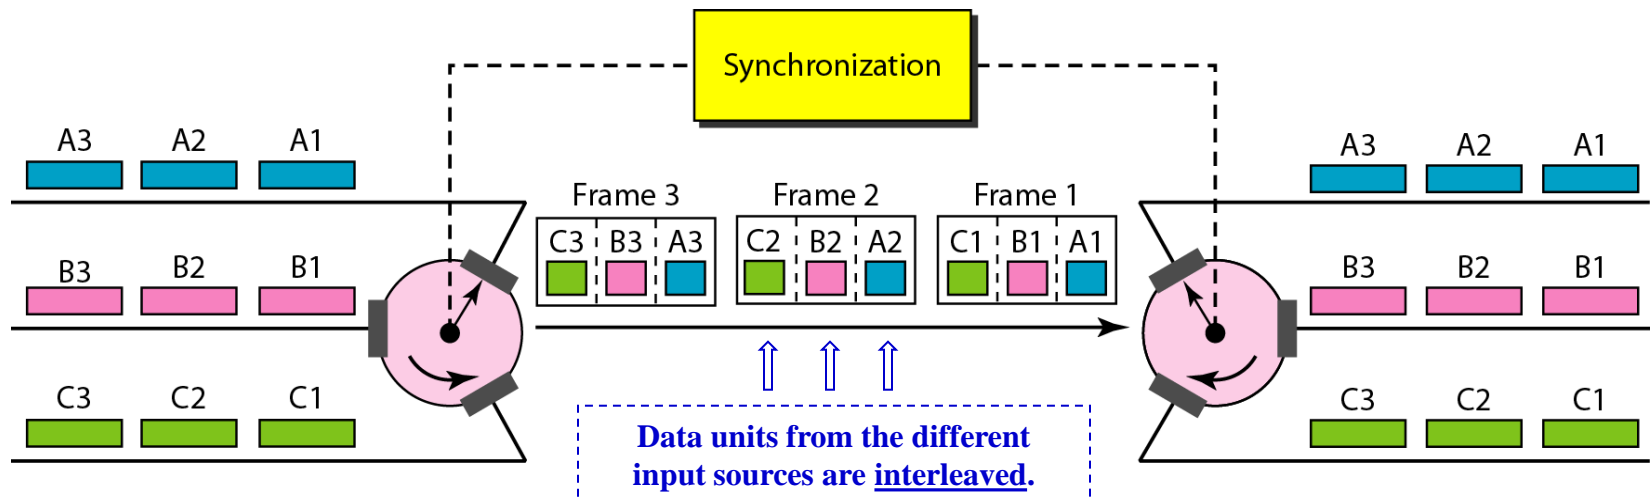 Synchronization
A3 A2 A1
A3 A2 A1
Frame 3 Frame 2 Frame 1
C3 B3 A3 C2 B2 A2 C1 B1 A1
B3 B2 B1
B3 B2 B1
C3 C2 C1
C3 C2 C1
Data units from the different
input sources are interleaved.